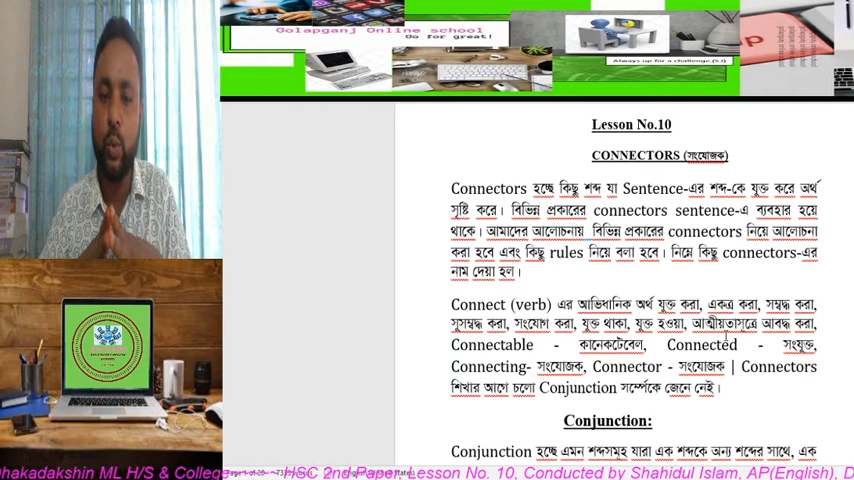 Golapganj Online school
Go for great!
Always up for a challenge.(S.I)
Lesson No.10
CONNECTORS (সংযোজক)
Connectors হচ্ছে কিছু শব্দ যা Sentence-এর শব্দ-কে যুক্ত করে অর্থ
সৃষ্টি করে। বিভিন্ন প্রকারের connectors sentence-এ ব্যবহার হয়ে
থাকে। আমাদের আলোচনায় বিভিন্ন প্রকারের connectors নিয়ে আলোচনা
করা হবে এবং কিছু rules নিয়ে বলা হবে। নিম্নে কিছু connectors-এর
নাম দেয়া হল।
Connect (verb) এর আভিধানিক অর্থ যুক্ত করা, একত্র করা, সম্বদ্ধ করা,
সুসম্বদ্ধ করা, সংযোগ করা, যুক্ত থাকা, যুক্ত হওয়া, আত্মীয়তাসূত্রে আবদ্ধ করা,
Connectable - কানেকটেবল, Connected - সংযুক্ত,
Connecting- সংযোজক, Connector - সংযোজক | Connectors
শিখার আগে চলো Conjunction সর্ম্পকে জেনে নেই।
Conjunction:
Conjunction হচ্ছে এমন শব্দসমূহ যারা এক শব্দকে অন্য শব্দের সাথে, এক
Dhakadakshin ML H/S & College~~~HSC 2nd Paper, Lesson No. 10, Conducted by Shahidul Islam, AP(English), D